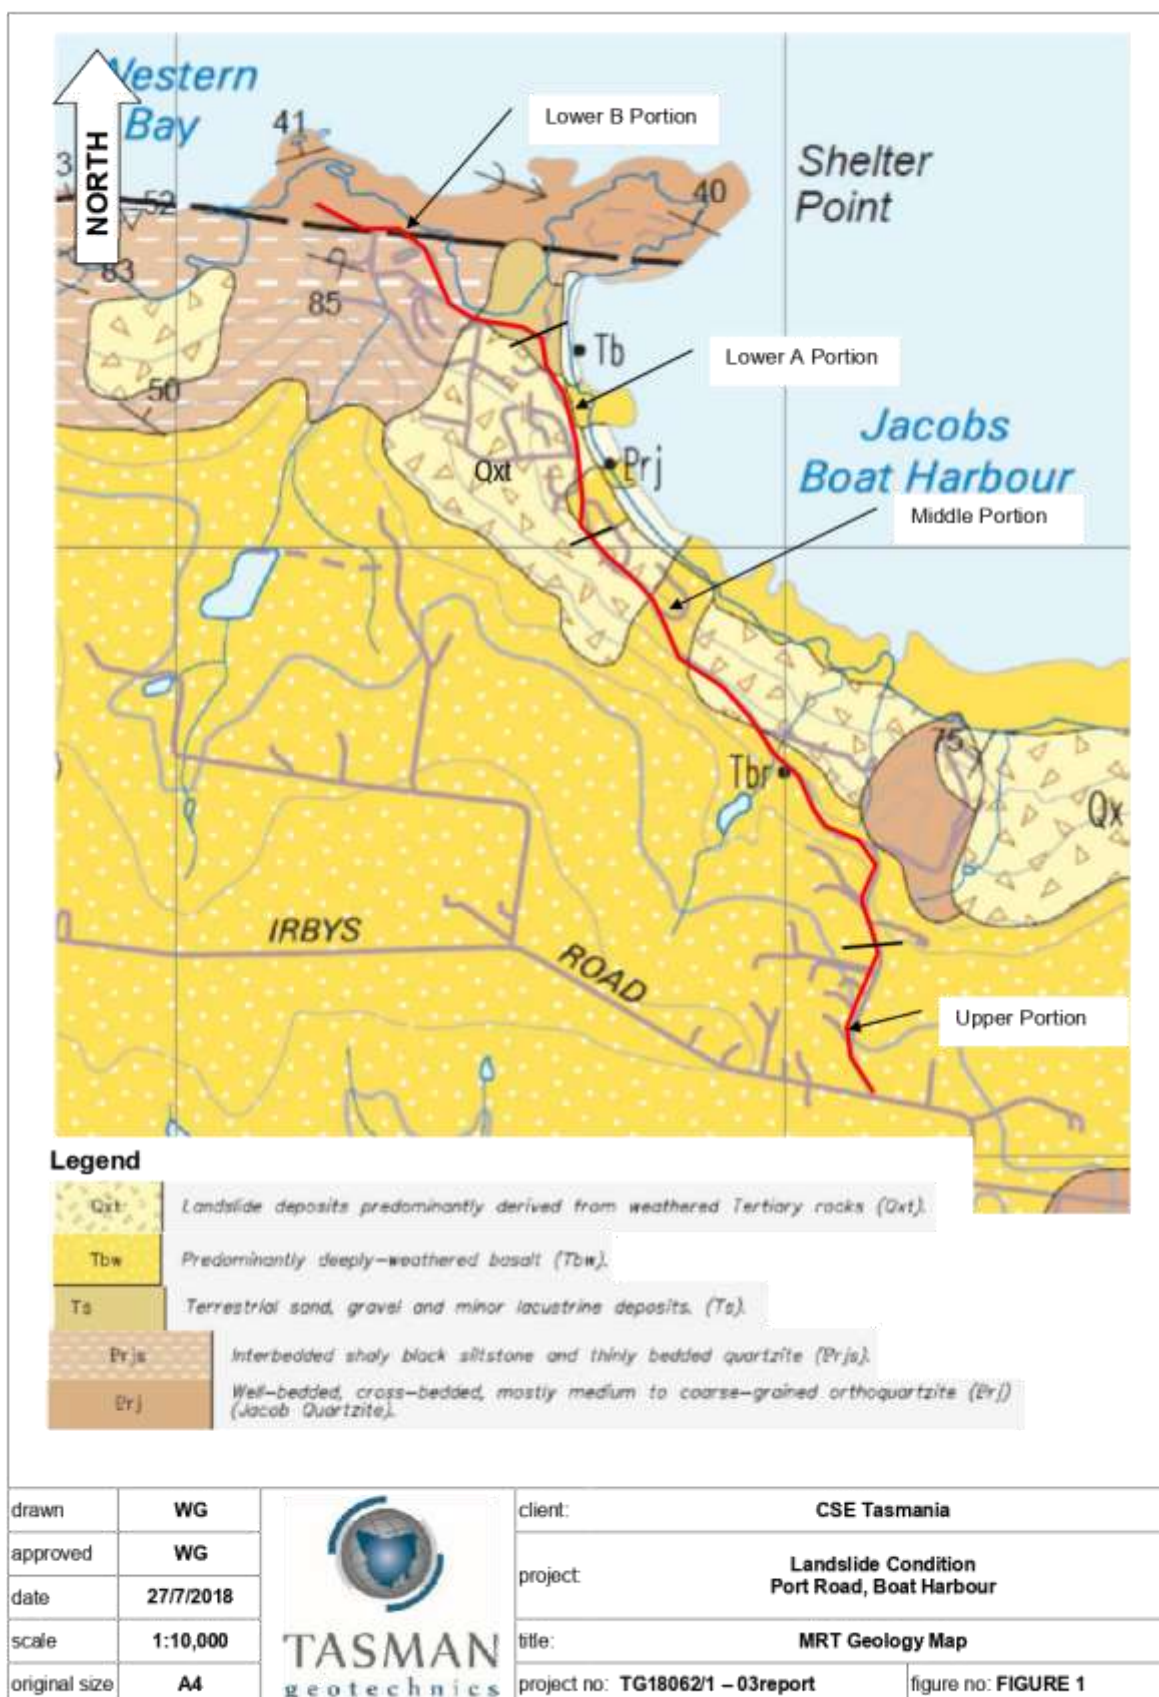 Western
Bay
NORTH
41
Lower B Portion
Shelter
Point
3
52
40
83
85
Tb
Lower A Portion
50
Jacobs
Boat Harbour
Qxt
Prj
Middle Portion
75
Tbr
Qx
IRBYS
ROAD
Upper Portion
Legend
Qxt Landslide deposits predominantly derived from weathered Tertiary rocks (Qxt).
Tbw Predominantly deeply-weathered basalt (Tbw).
Ts Terrestrial sand, gravel and minor lacustrine deposits. (Ts).
Prjs Interbedded shaly black siltstone and thinly bedded quartzite (Prjs).
Prj Well-bedded, cross-bedded, mostly medium to coarse-grained orthoquartzite (Prj)
(Jacob Quartzite).
drawn WG
approved WG
date 27/7/2018
scale 1:10,000
original size A4
TASMAN
geotechnics
client: CSE Tasmania
project: Landslide Condition
Port Road, Boat Harbour
title: MRT Geology Map
project no: TG18062/1 – 03report
figure no: FIGURE 1